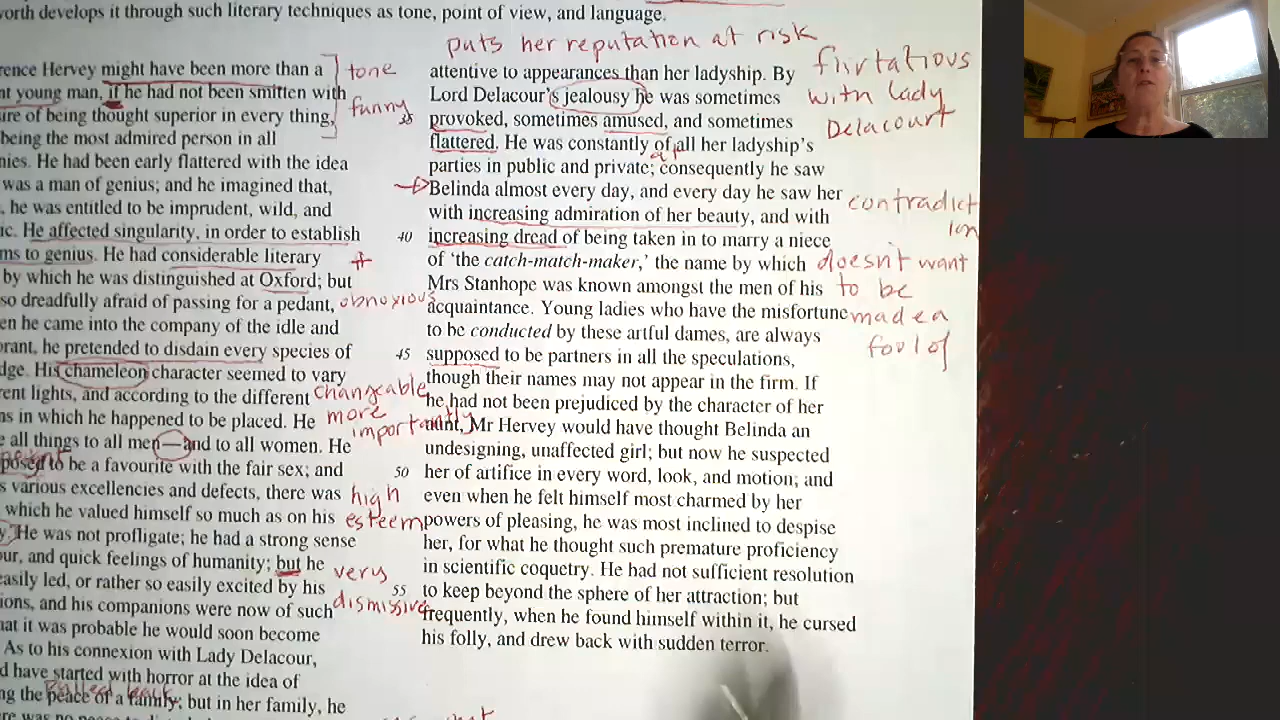 worth develops it through such literary techniques as tone, point of view, and language.
puts her reputation at risk
rence Hervey might have been more than a
tone
nt young man, if he had not been smitten with
funny
ire of being thought superior in every thing,
being the most admired person in all
nies. He had been early flattered with the idea
was a man of genius; and he imagined that,
, he was entitled to be imprudent, wild, and
ic. He affected singularity, in order to establish
ms to genius. He had considerable literary
+
by which he was distinguished at Oxford; but
so dreadfully afraid of passing for a pedant,
obnoxious
en he came into the company of the idle and
orant, he pretended to disdain every species of
dge. His chameleon character seemed to vary
rent lights, and according to the different
changeable
ns in which he happened to be placed. He
more importantly
e all things to all men—and to all women. He
posed to be a favourite with the fair sex; and
s various excellencies and defects, there was
high
which he valued himself so much as on his
esteem
y. He was not profligate; he had a strong sense
our, and quick feelings of humanity; but he
very
easily led, or rather so easily excited by his
dismissive
ions, and his companions were now of such
hat it was probable he would soon become
As to his connexion with Lady Delacour,
d have started with horror at the idea of
pulled back
ng the peace of a family; but in her family, he
attentive to appearances than her ladyship. By
Lord Delacour's jealousy he was sometimes
provoked, sometimes amused, and sometimes
flattered. He was constantly of all her ladyship's
at
parties in public and private; consequently he saw
Belinda almost every day, and every day he saw her
with increasing admiration of her beauty, and with
40 increasing dread of being taken in to marry a niece
of 'the catch-match-maker,' the name by which
Mrs Stanhope was known amongst the men of his
acquaintance. Young ladies who have the misfortune
to be conducted by these artful dames, are always
45 supposed to be partners in all the speculations,
though their names may not appear in the firm. If
he had not been prejudiced by the character of her
aunt, Mr Hervey would have thought Belinda an
undesigning, unaffected girl; but now he suspected
50 her of artifice in every word, look, and motion; and
even when he felt himself most charmed by her
powers of pleasing, he was most inclined to despise
her, for what he thought such premature proficiency
in scientific coquetry. He had not sufficient resolution
55 to keep beyond the sphere of her attraction; but
frequently, when he found himself within it, he cursed
his folly, and drew back with sudden terror.
flirtatious
with lady
Delacourt
contradict
ion
doesn't want
to be
made a
fool of